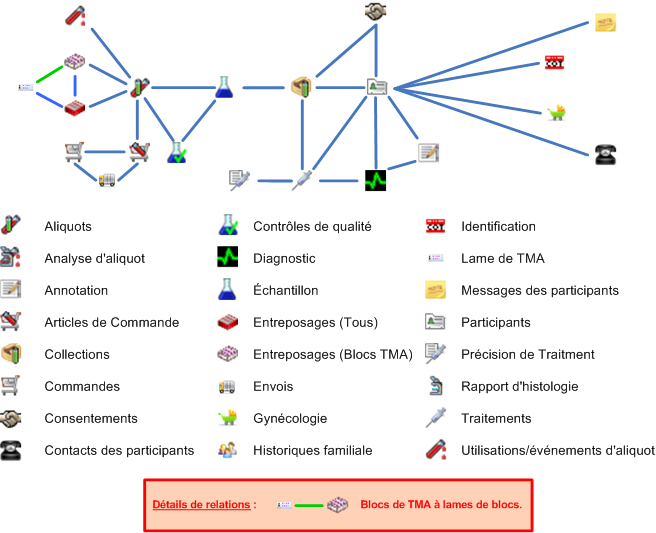 Aliquots
Contrôles de qualité
Identification
Analyse d'aliquot
Diagnostic
Lame de TMA
Annotation
Échantillon
Messages des participants
Articles de Commande
Entreposages (Tous)
Participants
Collections
Entreposages (Blocs TMA)
Précision de Traitement
Commandes
Envois
Rapport d'histologie
Consentements
Gynécologie
Traitements
Contacts des participants
Historiques familiale
Utilisations/événements d'aliquot
Détails de relations :
Blocs de TMA à lames de blocs.